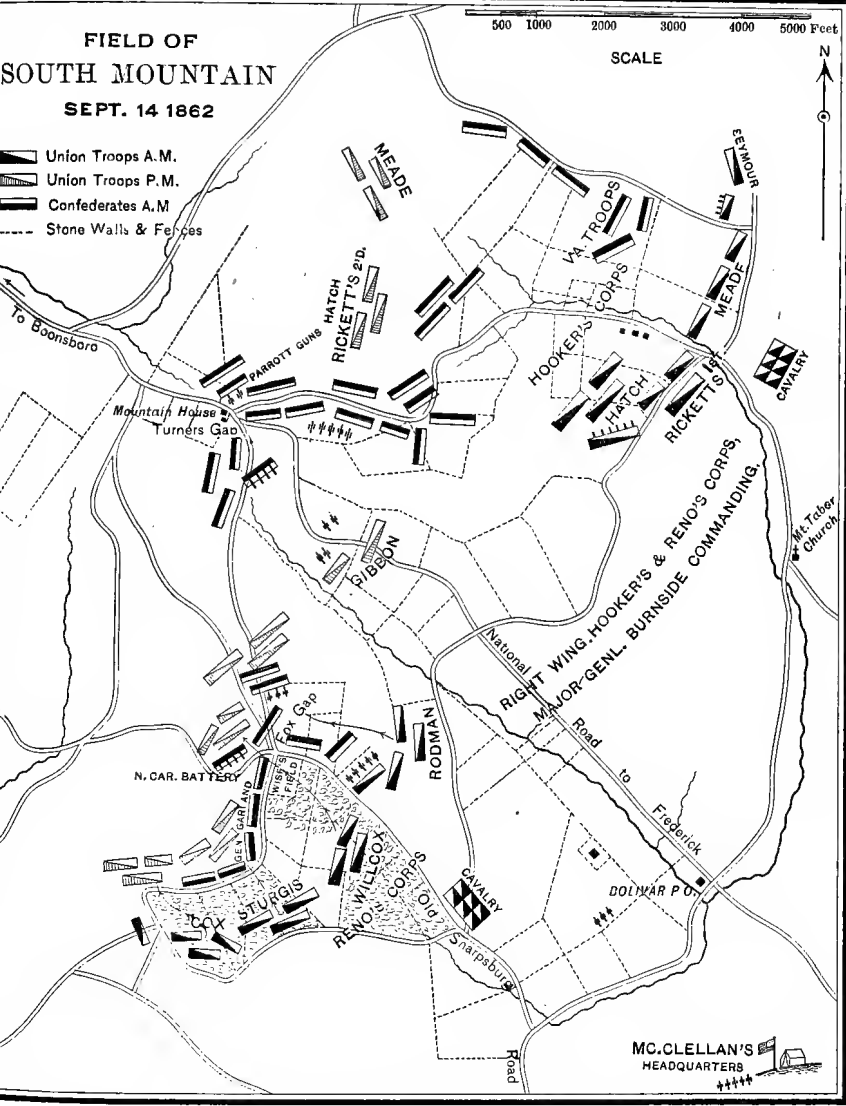 FIELD OF
SOUTH MOUNTAIN
SEPT. 14 1862
Union Troops A.M.
Union Troops P.M.
Confederates A.M
Stone Walls & Fences
500 1000 2000 3000 4000 5000 Feet
SCALE
N
MEADE
SEYMOUR
VA. TROOPS
MEADE
HOOKER'S CORPS
HATCH
RICKETT'S 2'D.
PARROTT GUNS
To Boonsboro
Mountain House
Turners Gap
HATCH
RICKETTS 1ST
CAVALRY
Mt. Tabor
Church
GIBBON
RIGHT WING. HOOKER'S & RENO'S CORPS,
MAJOR-GENL. BURNSIDE COMMANDING.
National Road to Frederick
Fox Gap
RODMAN
N. CAR. BATTERY
WISE'S
FIELD
GEN. GARLAND
WILLCOX
STURGIS
COX
RENO'S CORPS
CAVALRY
Old Snarpsburg Road
BOLIVAR P.O.
MC.CLELLAN'S
HEADQUARTERS